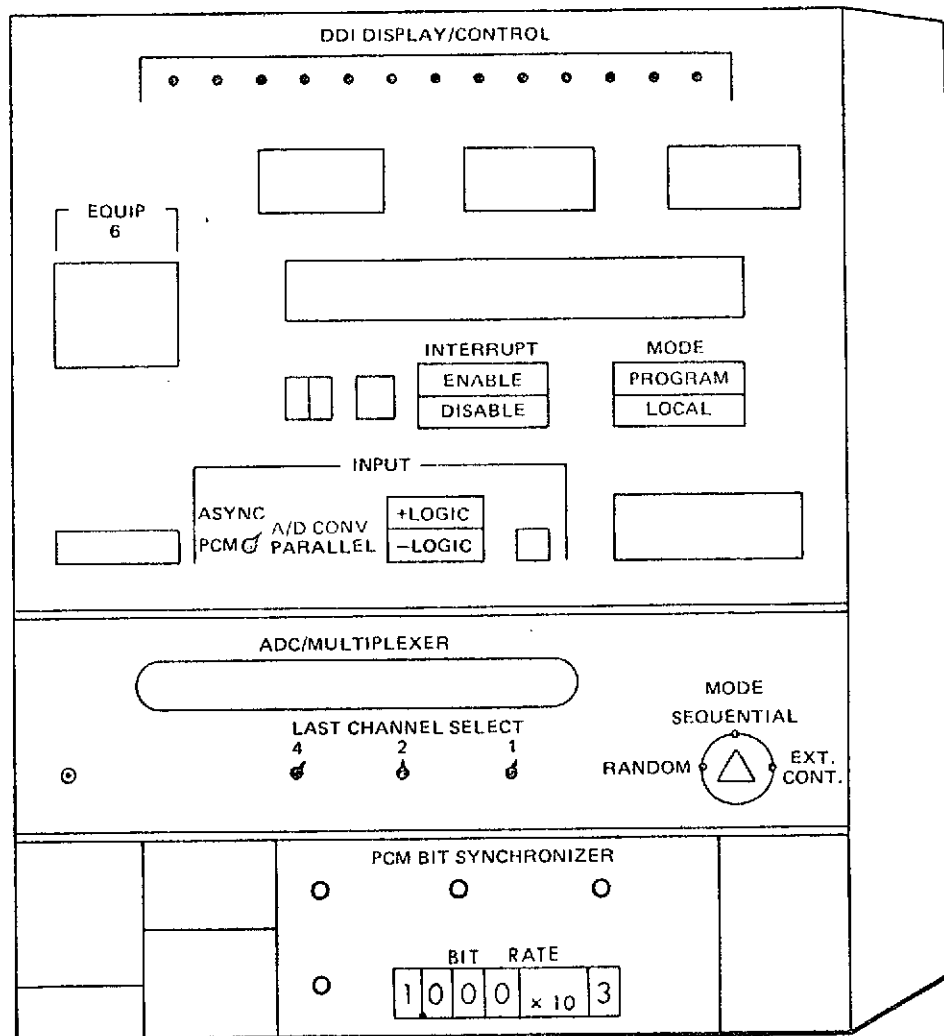 DDI DISPLAY/CONTROL
EQUIP
6
INTERRUPT
ENABLE
DISABLE
MODE
PROGRAM
LOCAL
INPUT
ASYNC
PCM
A/D CONV
PARALLEL
+LOGIC
−LOGIC
ADC/MULTIPLEXER
LAST CHANNEL SELECT
4 2 1
MODE
SEQUENTIAL
RANDOM
EXT.
CONT.
PCM BIT SYNCHRONIZER
BIT RATE
1.000 × 10 3